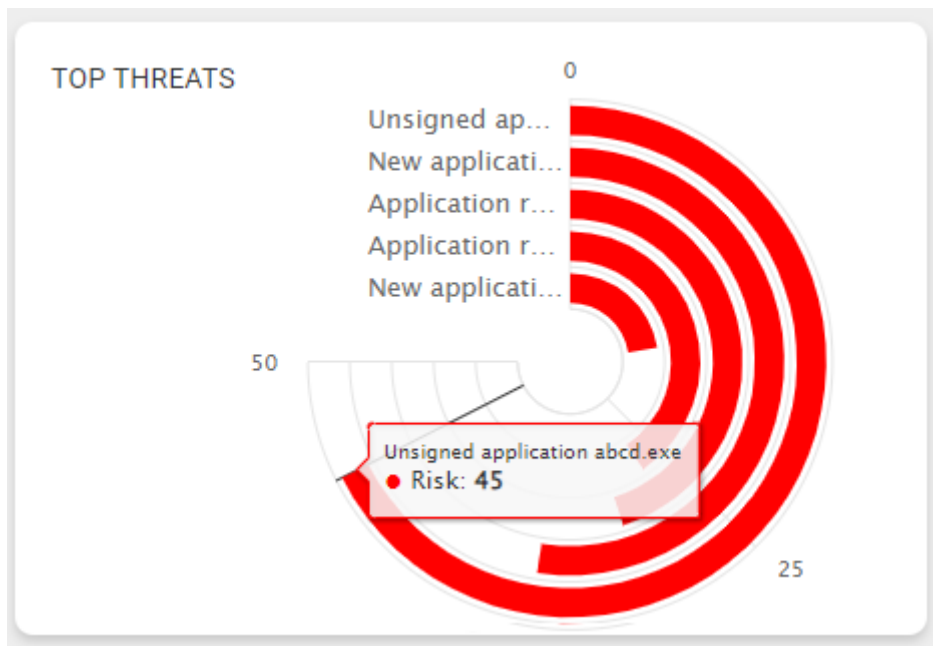 TOP THREATS
0
Unsigned ap...
New applicati...
Application r...
Application r...
New applicati...
50
Unsigned application abcd.exe
Risk: 45
25